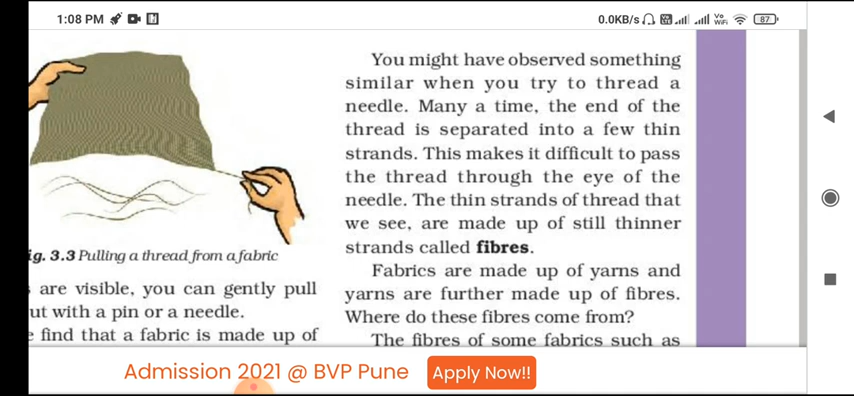 1:08 PM
0.0KB/s
Vo
WiFi
87
You might have observed something
similar when you try to thread a
needle. Many a time, the end of the
thread is separated into a few thin
strands. This makes it difficult to pass
the thread through the eye of the
needle. The thin strands of thread that
we see, are made up of still thinner
strands called fibres.
Fabrics are made up of yarns and
yarns are further made up of fibres.
Where do these fibres come from?
The fibres of some fabrics such as
ig. 3.3 Pulling a thread from a fabric
s are visible, you can gently pull
ut with a pin or a needle.
e find that a fabric is made up of
Admission 2021 @ BVP Pune
Apply Now!!